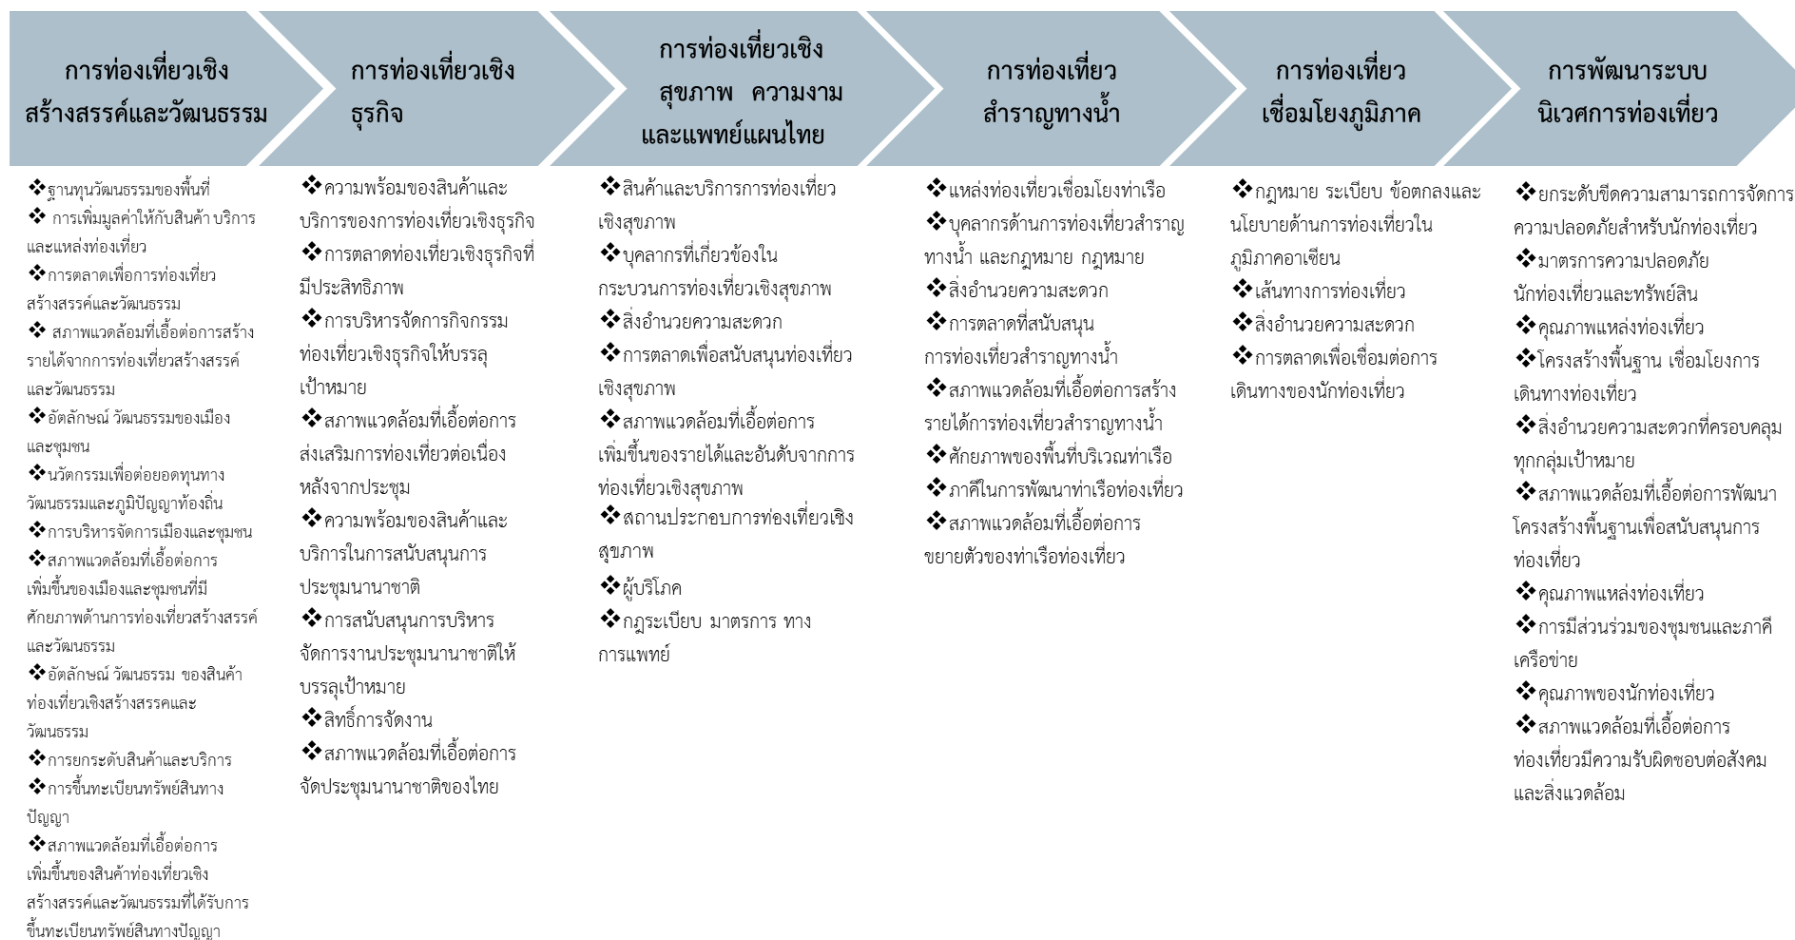 การท่องเที่ยวเชิง
สร้างสรรค์และวัฒนธรรม
❖ฐานทุนวัฒนธรรมของพื้นที่
❖ การเพิ่มมูลค่าให้กับสินค้า บริการ
และแหล่งท่องเที่ยว
❖การตลาดเพื่อการท่องเที่ยว
สร้างสรรค์และวัฒนธรรม
❖ สภาพแวดล้อมที่เอื้อต่อการสร้าง
รายได้จากการท่องเที่ยวสร้างสรรค์
และวัฒนธรรม
❖อัตลักษณ์ วัฒนธรรมของเมือง
และชุมชน
❖นวัตกรรมเพื่อต่อยอดทุนทาง
วัฒนธรรมและภูมิปัญญาท้องถิ่น
❖การบริหารจัดการเมืองและชุมชน
❖สภาพแวดล้อมที่เอื้อต่อการ
เพิ่มขึ้นของเมืองและชุมชนที่มี
ศักยภาพด้านการท่องเที่ยวสร้างสรรค์
และวัฒนธรรม
❖อัตลักษณ์ วัฒนธรรม ของสินค้า
ท่องเที่ยวเชิงสร้างสรรคและ
วัฒนธรรม
❖การยกระดับสินค้าและบริการ
❖การขึ้นทะเบียนทรัพย์สินทาง
ปัญญา
❖สภาพแวดล้อมที่เอื้อต่อการ
เพิ่มขึ้นของสินค้าท่องเที่ยวเชิง
สร้างสรรค์และวัฒนธรรมที่ได้รับการ
ขึ้นทะเบียนทรัพย์สินทางปัญญา
การท่องเที่ยวเชิง
ธุรกิจ
❖ความพร้อมของสินค้าและ
บริการของการท่องเที่ยวเชิงธุรกิจ
❖การตลาดท่องเที่ยวเชิงธุรกิจที่
มีประสิทธิภาพ
❖การบริหารจัดการกิจกรรม
ท่องเที่ยวเชิงธุรกิจให้บรรลุ
เป้าหมาย
❖สภาพแวดล้อมที่เอื้อต่อการ
ส่งเสริมการท่องเที่ยวต่อเนื่อง
หลังจากประชุม
❖ความพร้อมของสินค้าและ
บริการในการสนับสนุนการ
ประชุมนานาชาติ
❖การสนับสนุนการบริหาร
จัดการงานประชุมนานาชาติให้
บรรลุเป้าหมาย
❖สิทธิ์การจัดงาน
❖สภาพแวดล้อมที่เอื้อต่อการ
จัดประชุมนานาชาติของไทย
การท่องเที่ยวเชิง
สุขภาพ ความงาม
และแพทย์แผนไทย
❖สินค้าและบริการการท่องเที่ยว
เชิงสุขภาพ
❖บุคลากรที่เกี่ยวข้องใน
กระบวนการท่องเที่ยวเชิงสุขภาพ
❖สิ่งอำนวยความสะดวก
❖การตลาดเพื่อสนับสนุนท่องเที่ยว
เชิงสุขภาพ
❖สภาพแวดล้อมที่เอื้อต่อการ
เพิ่มขึ้นของรายได้และอันดับจากการ
ท่องเที่ยวเชิงสุขภาพ
❖สถานประกอบการท่องเที่ยวเชิง
สุขภาพ
❖ผู้บริโภค
❖กฎระเบียบ มาตรการ ทาง
การแพทย์
การท่องเที่ยว
สำราญทางน้ำ
❖แหล่งท่องเที่ยวเชื่อมโยงท่าเรือ
❖บุคลากรด้านการท่องเที่ยวสำราญ
ทางน้ำ และกฎหมาย กฎหมาย
❖สิ่งอำนวยความสะดวก
❖การตลาดที่สนับสนุน
การท่องเที่ยวสำราญทางน้ำ
❖สภาพแวดล้อมที่เอื้อต่อการสร้าง
รายได้การท่องเที่ยวสำราญทางน้ำ
❖ศักยภาพของพื้นที่บริเวณท่าเรือ
❖ภาคีในการพัฒนาท่าเรือท่องเที่ยว
❖สภาพแวดล้อมที่เอื้อต่อการ
ขยายตัวของท่าเรือท่องเที่ยว
การท่องเที่ยว
เชื่อมโยงภูมิภาค
❖กฎหมาย ระเบียบ ข้อตกลงและ
นโยบายด้านการท่องเที่ยวใน
ภูมิภาคอาเซียน
❖เส้นทางการท่องเที่ยว
❖สิ่งอำนวยความสะดวก
❖การตลาดเพื่อเชื่อมต่อการ
เดินทางของนักท่องเที่ยว
การพัฒนาระบบ
นิเวศการท่องเที่ยว
❖ยกระดับขีดความสามารถการจัดการ
ความปลอดภัยสำหรับนักท่องเที่ยว
❖มาตรการความปลอดภัย
นักท่องเที่ยวและทรัพย์สิน
❖คุณภาพแหล่งท่องเที่ยว
❖โครงสร้างพื้นฐาน เชื่อมโยงการ
เดินทางท่องเที่ยว
❖สิ่งอำนวยความสะดวกที่ครอบคลุม
ทุกกลุ่มเป้าหมาย
❖สภาพแวดล้อมที่เอื้อต่อการพัฒนา
โครงสร้างพื้นฐานเพื่อสนับสนุนการ
ท่องเที่ยว
❖คุณภาพแหล่งท่องเที่ยว
❖การมีส่วนร่วมของชุมชนและภาคี
เครือข่าย
❖คุณภาพของนักท่องเที่ยว
❖สภาพแวดล้อมที่เอื้อต่อการ
ท่องเที่ยวมีความรับผิดชอบต่อสังคม
และสิ่งแวดล้อม